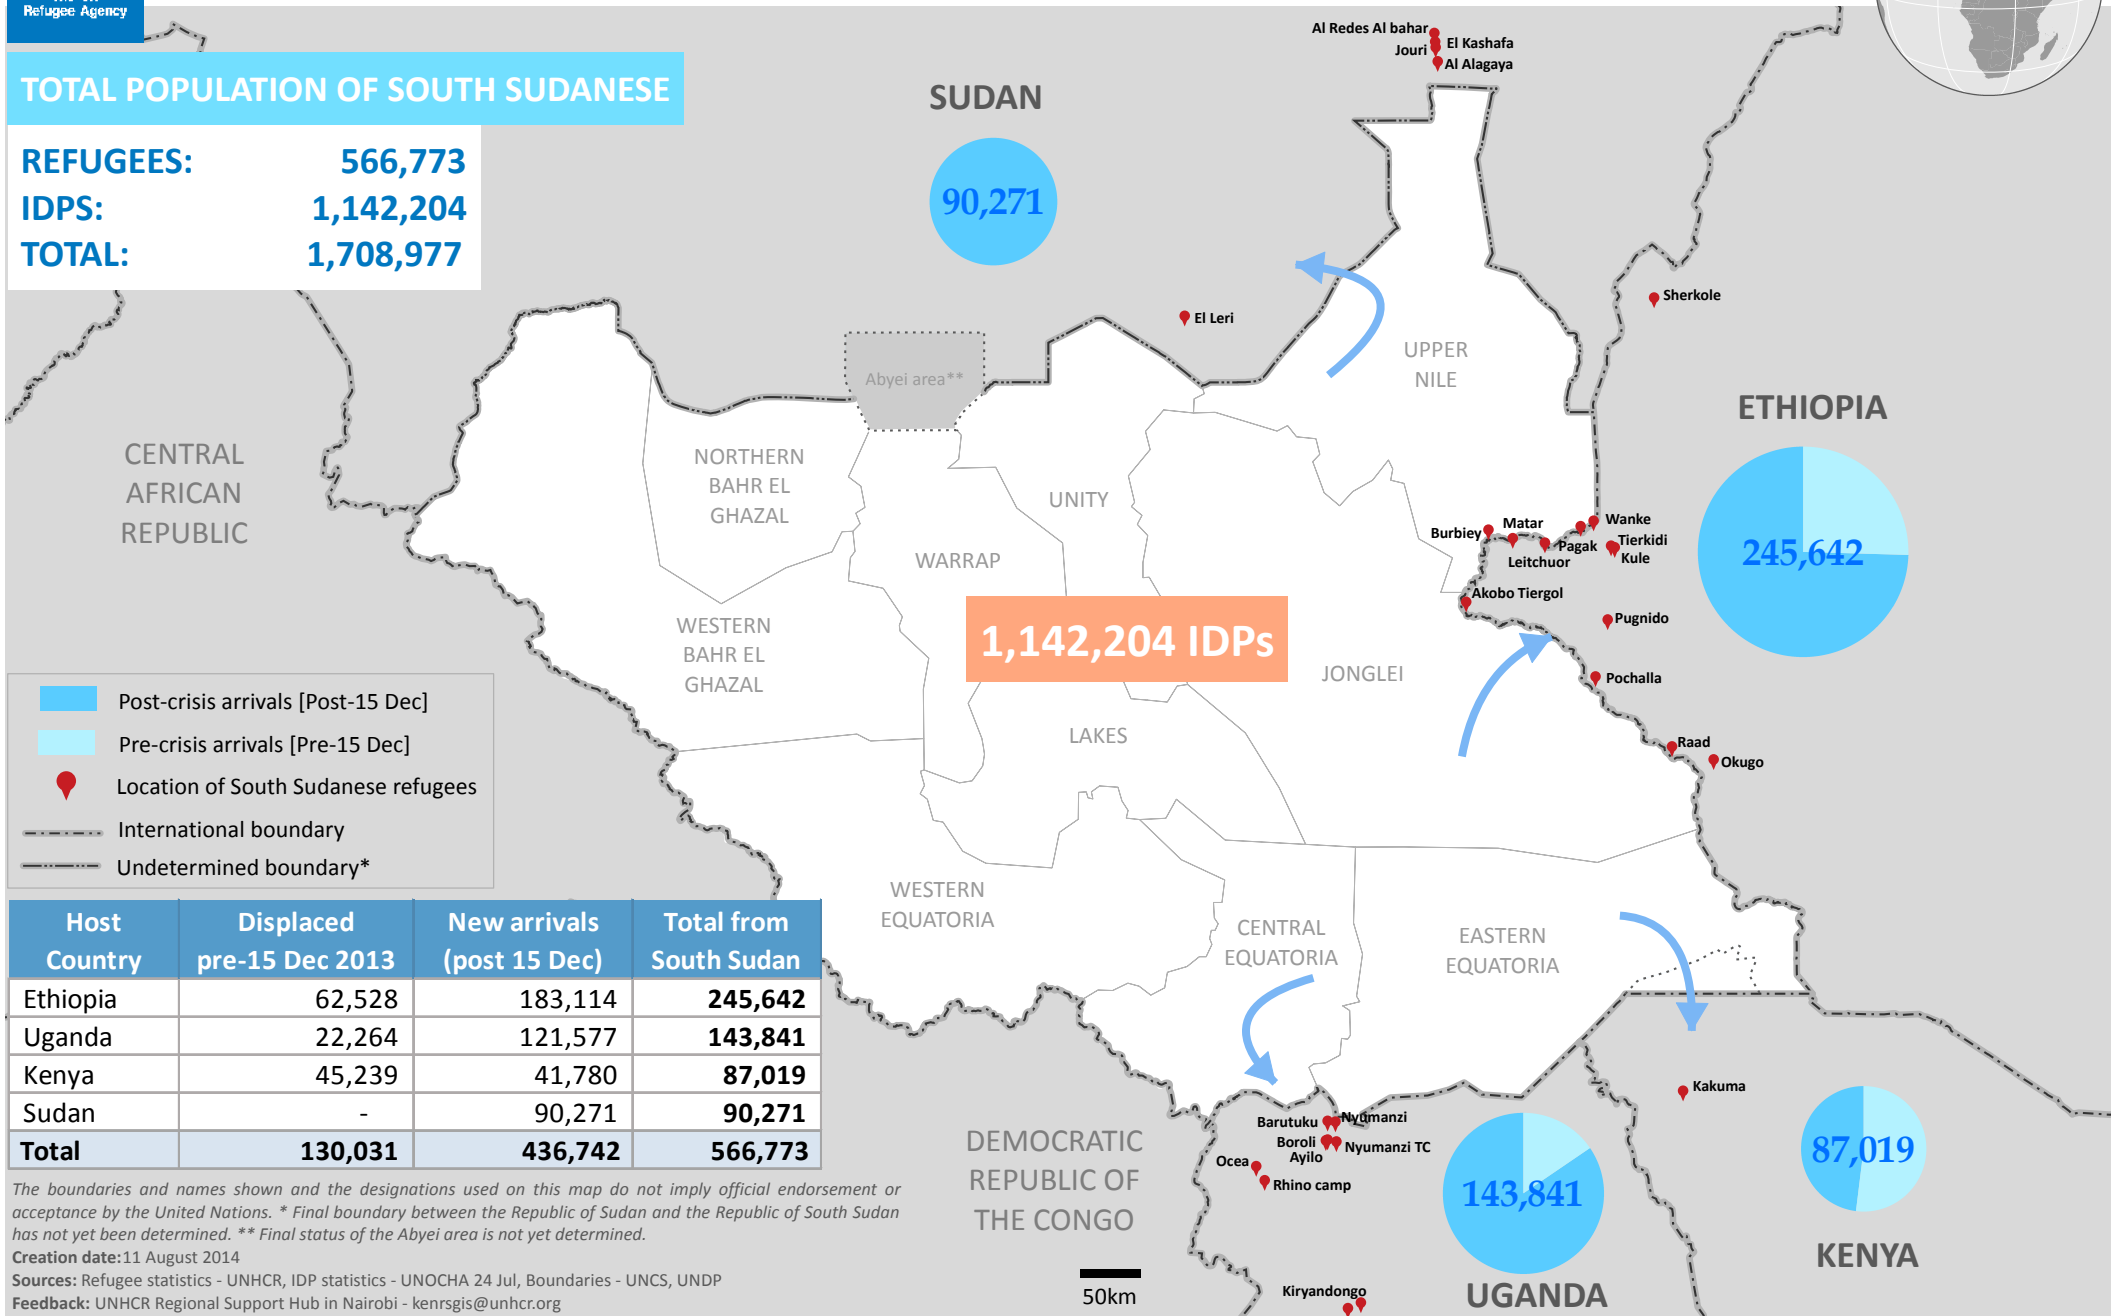 Refugee Agency
TOTAL POPULATION OF SOUTH SUDANESE
REFUGEES: 566,773
IDPS: 1,142,204
TOTAL: 1,708,977
SUDAN
90,271
Al Redes Al bahar
El Kashafa
Jouri
Al Alagaya
El Leri
Sherkole
UPPER
NILE
Abyei area**
ETHIOPIA
245,642
CENTRAL
AFRICAN
REPUBLIC
NORTHERN
BAHR EL
GHAZAL
UNITY
WARRAP
Burbiey
Matar
Wanke
Leitchuor
Pagak
Tierkidi
Kule
Akobo Tiergol
Pugnido
WESTERN
BAHR EL
GHAZAL
1,142,204 IDPs
JONGLEI
Pochalla
LAKES
Raad
Okugo
Post-crisis arrivals [Post-15 Dec]
Pre-crisis arrivals [Pre-15 Dec]
Location of South Sudanese refugees
International boundary
Undetermined boundary*
WESTERN
EQUATORIA
CENTRAL
EQUATORIA
EASTERN
EQUATORIA
Host Displaced New arrivals Total from
Country pre-15 Dec 2013 (post 15 Dec) South Sudan
Ethiopia 62,528 183,114 245,642
Uganda 22,264 121,577 143,841
Kenya 45,239 41,780 87,019
Sudan - 90,271 90,271
Total 130,031 436,742 566,773
Kakuma
Barutuku
Nyumanzi
Boroli
Nyumanzi TC
Ayilo
Ocea
Rhino camp
DEMOCRATIC
REPUBLIC OF
THE CONGO
143,841
UGANDA
87,019
KENYA
Kiryandongo
50km
The boundaries and names shown and the designations used on this map do not imply official endorsement or
acceptance by the United Nations. * Final boundary between the Republic of Sudan and the Republic of South Sudan
has not yet been determined. ** Final status of the Abyei area is not yet determined.
Creation date:11 August 2014
Sources: Refugee statistics - UNHCR, IDP statistics - UNOCHA 24 Jul, Boundaries - UNCS, UNDP
Feedback: UNHCR Regional Support Hub in Nairobi - kenrsgis@unhcr.org